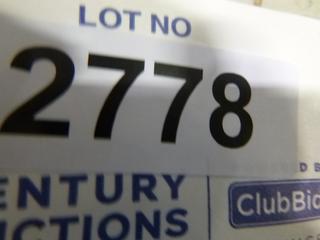 LOT NO
2778
ENTURY
CTIONS
D B
ClubBid